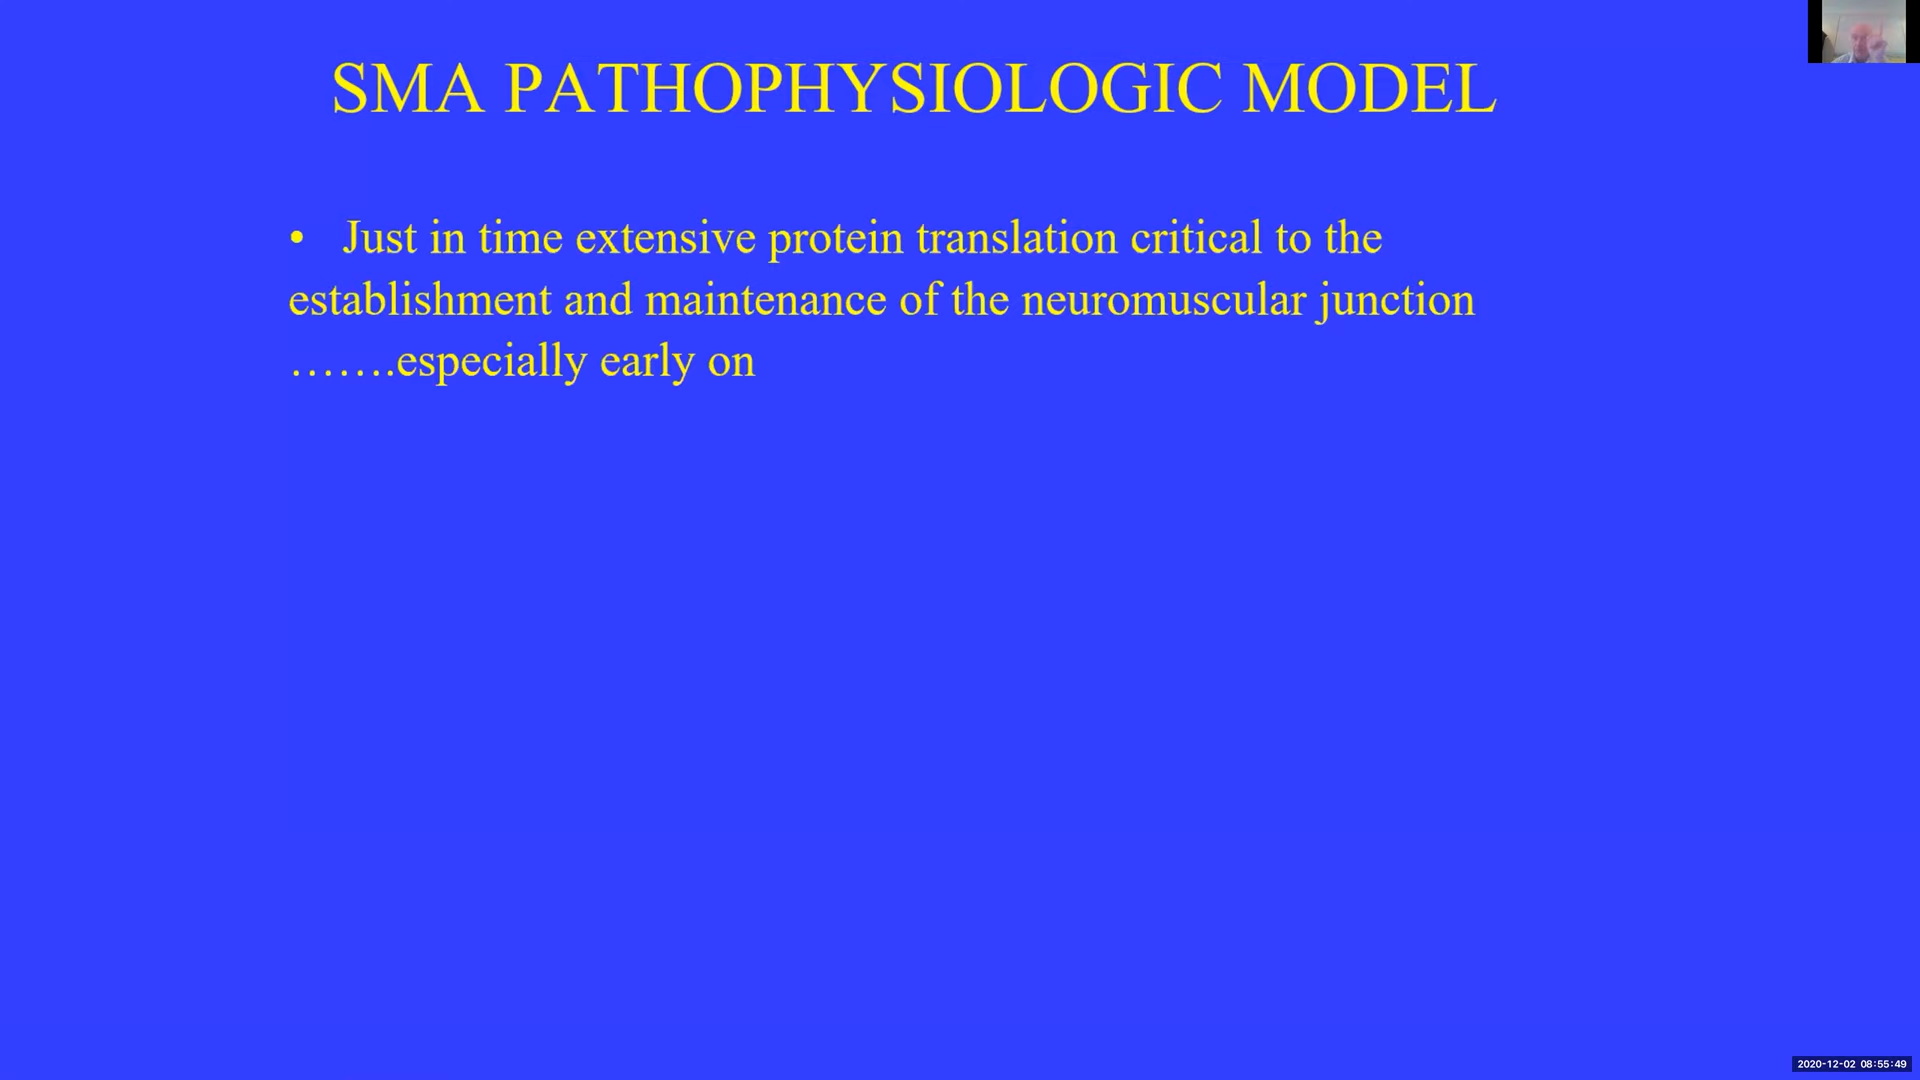 SMA PATHOPHYSIOLOGIC MODEL
• Just in time extensive protein translation critical to the
establishment and maintenance of the neuromuscular junction
…….especially early on
2020-12-02 08:55:49